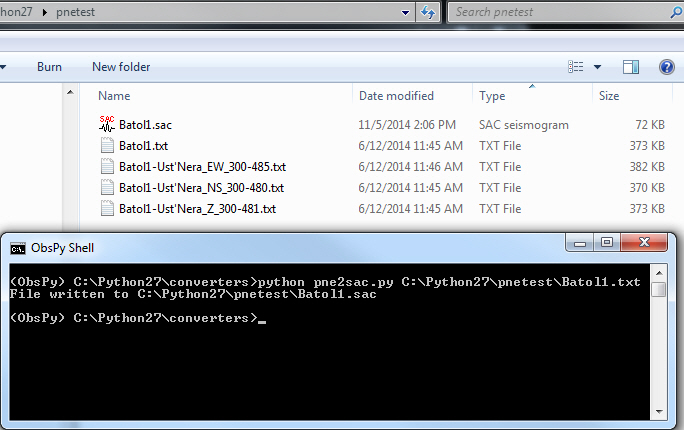 hon27 ▸ pnetest
Search pnetest
Burn New folder
Name Date modified Type Size
SAC Batol1.sac 11/5/2014 2:06 PM SAC seismogram 72 KB
Batol1.txt 6/12/2014 11:45 AM TXT File 373 KB
Batol1-Ust'Nera_EW_300-485.txt 6/12/2014 11:46 AM TXT File 382 KB
Batol1-Ust'Nera_NS_300-480.txt 6/12/2014 11:45 AM TXT File 370 KB
Batol1-Ust'Nera_Z_300-481.txt 6/12/2014 11:45 AM TXT File 373 KB
C:\. ObsPy Shell
(ObsPy) C:\Python27\converters>python pne2sac.py C:\Python27\pnetest\Batol1.txt
File written to C:\Python27\pnetest\Batol1.sac
(ObsPy) C:\Python27\converters>_